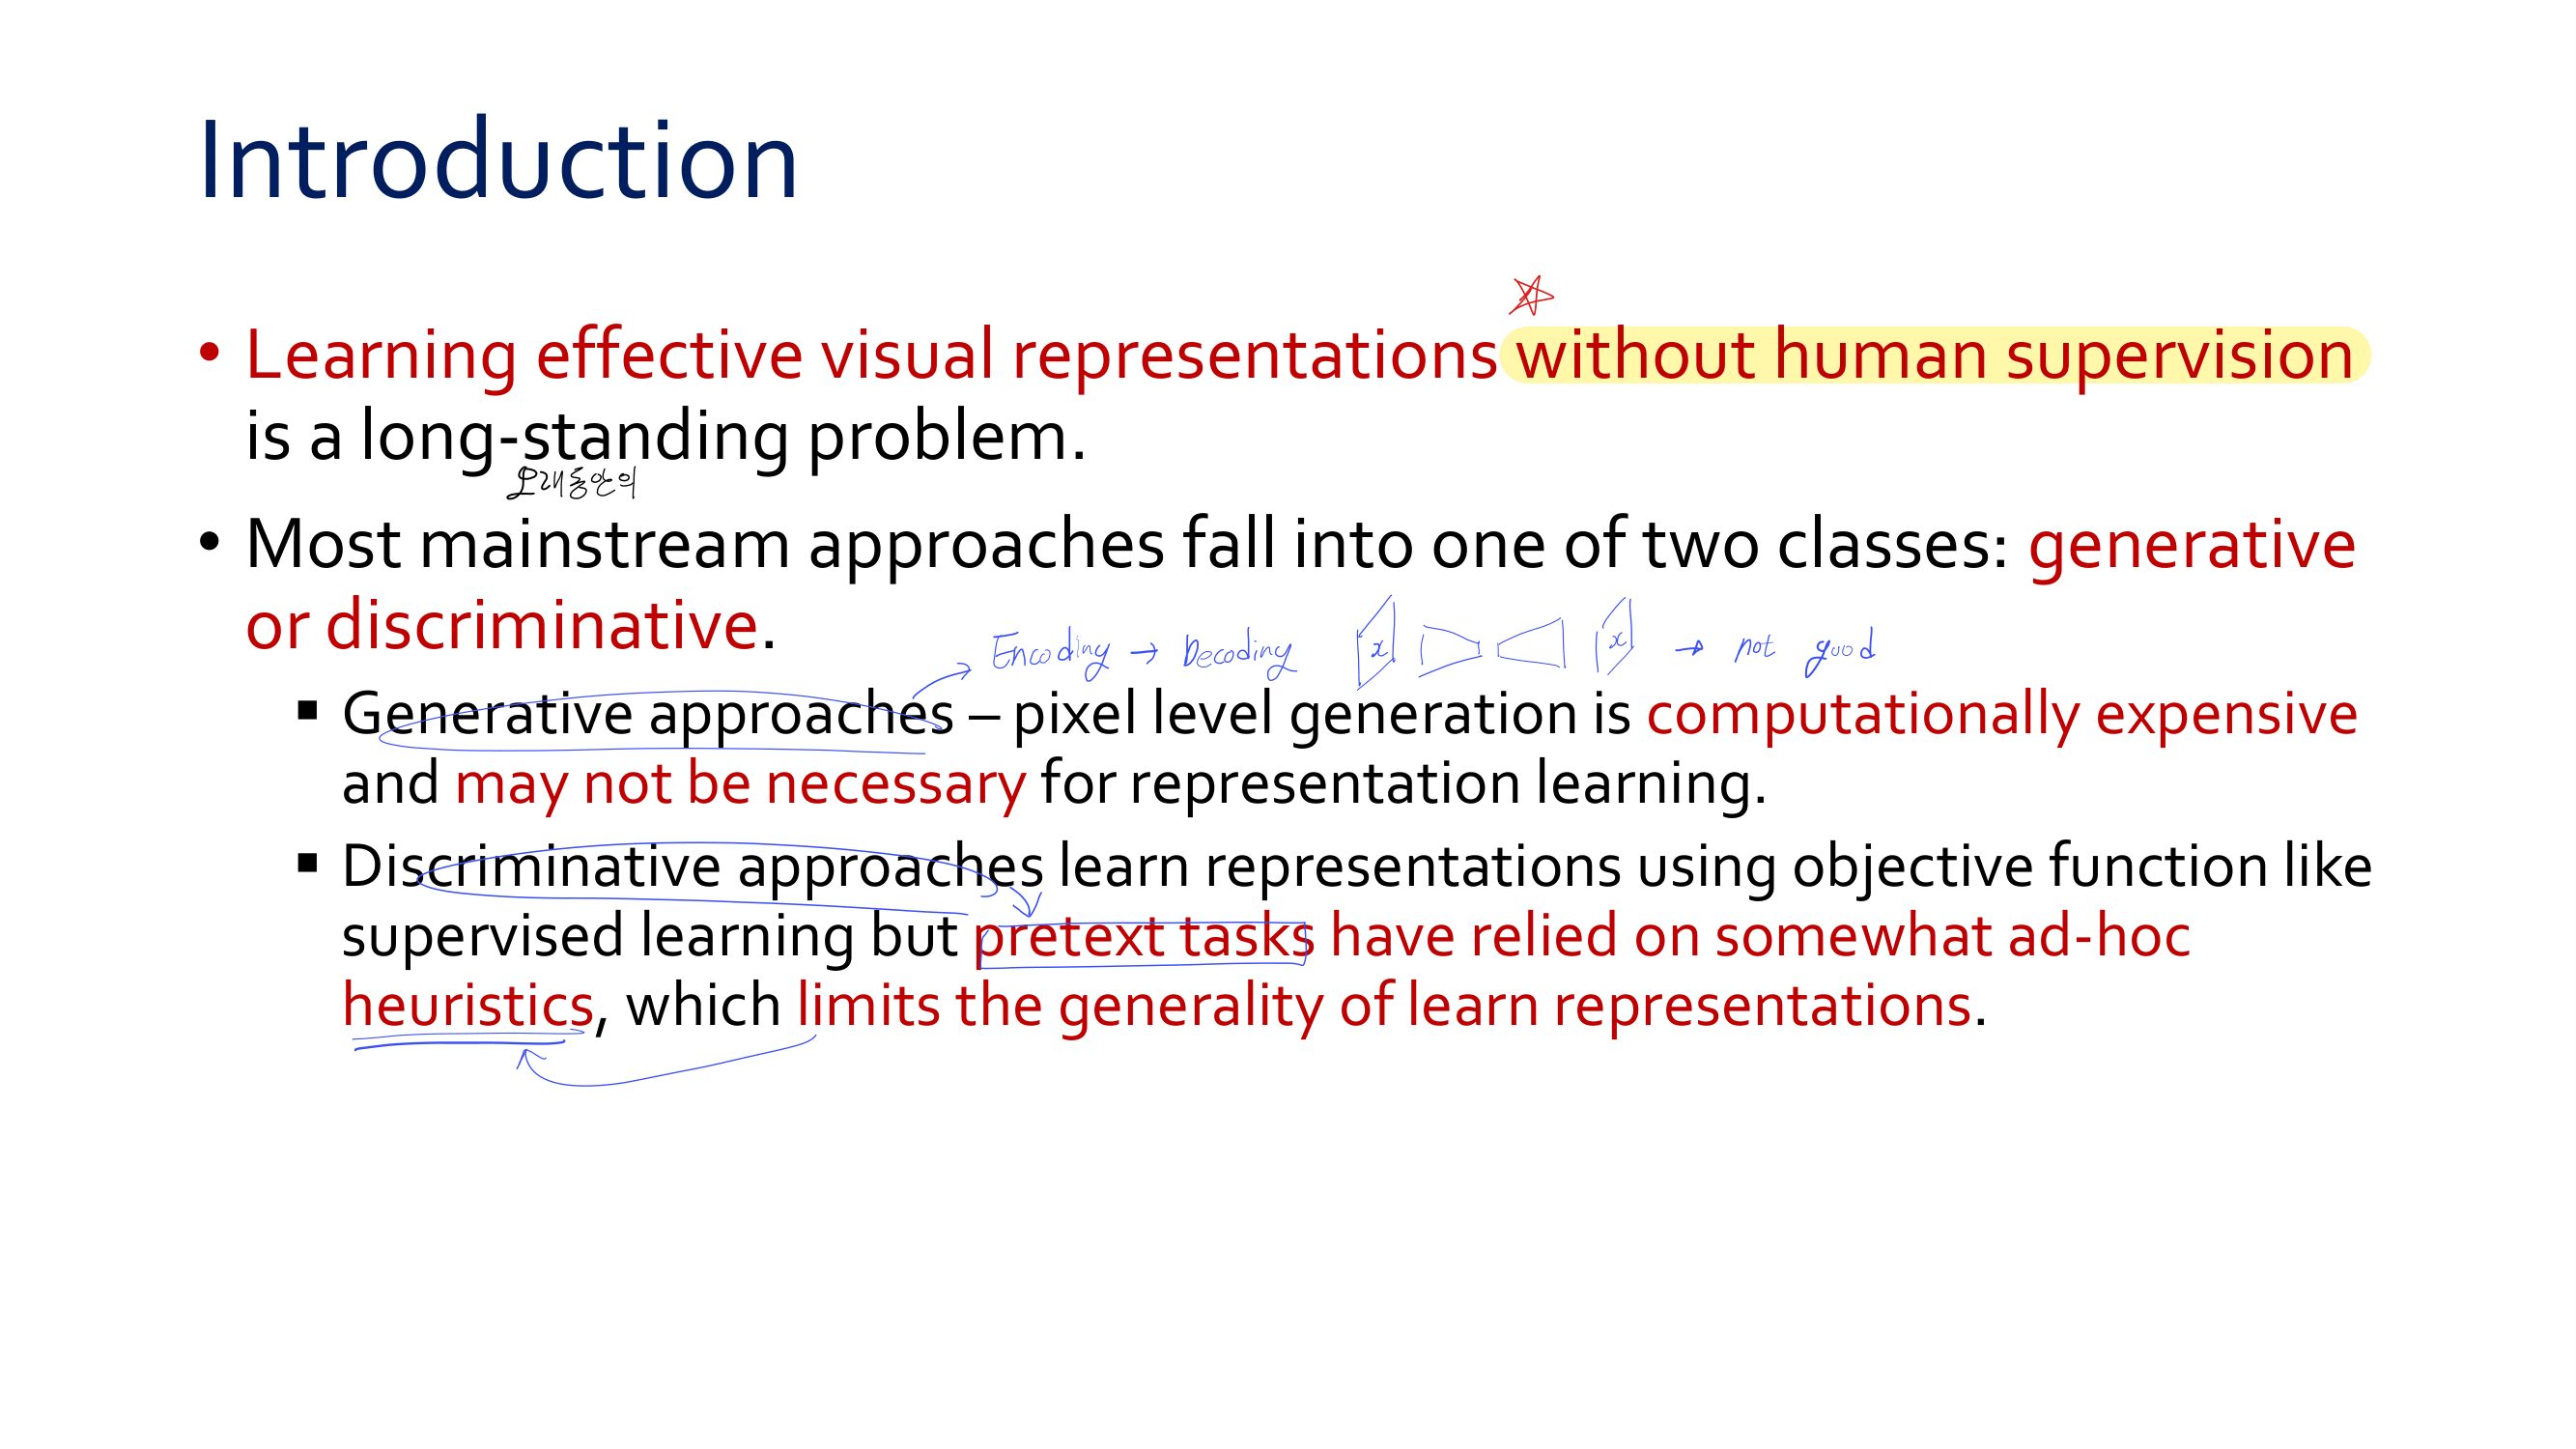 Introduction
• Learning effective visual representations without human supervision
is a long-standing problem.
오래동안의
• Most mainstream approaches fall into one of two classes: generative
or discriminative.
Encoding → Decoding x x → not good
▪ Generative approaches – pixel level generation is computationally expensive
and may not be necessary for representation learning.
▪ Discriminative approaches learn representations using objective function like
supervised learning but pretext tasks have relied on somewhat ad-hoc
heuristics, which limits the generality of learn representations.